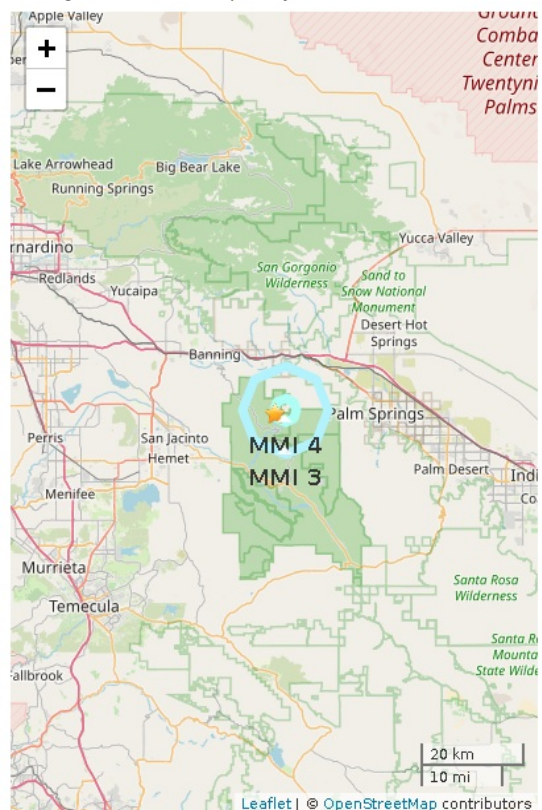 Apple Valley
+
−
Ground
Comba
Center
Twentyni
Palms
Lake Arrowhead
Big Bear Lake
Running Springs
Yucca Valley
rnardino
San Gorgonio
Wilderness
Sand to
Snow National
Monument
Redlands
Yucaipa
Desert Hot
Springs
Banning
Palm Springs
Perris
San Jacinto
Hemet
MMI 4
MMI 3
Palm Desert
Indi
Co
Menifee
Murrieta
Temecula
Santa Rosa
Wilderness
Santa R
Mounta
State Wilde
Fallbrook
20 km
10 mi
Leaflet | © OpenStreetMap contributors